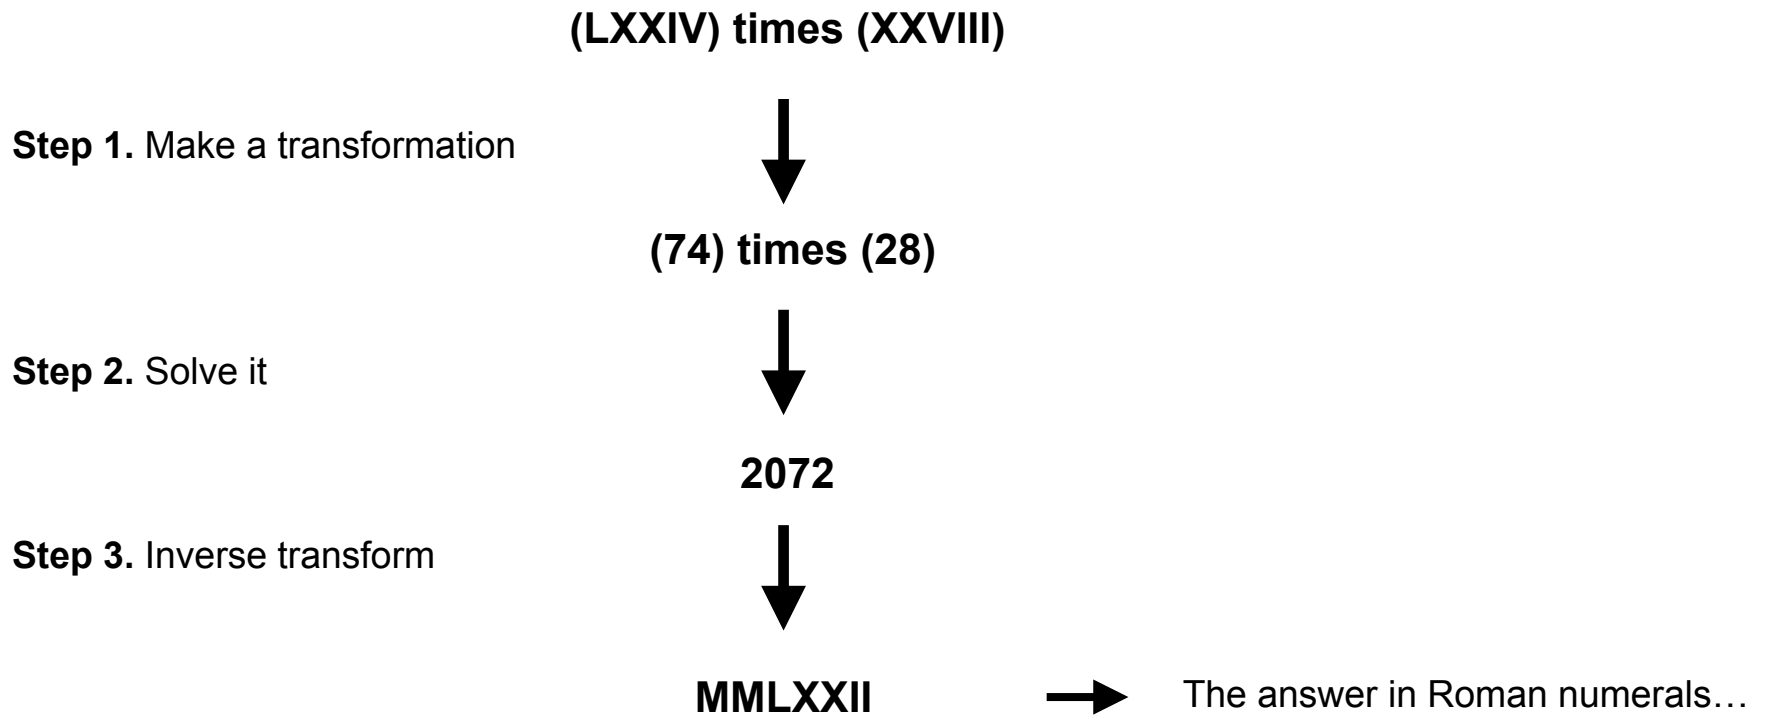 (LXXIV) times (XXVIII)
Step 1. Make a transformation
(74) times (28)
Step 2. Solve it
2072
Step 3. Inverse transform
MMLXXII
The answer in Roman numerals…